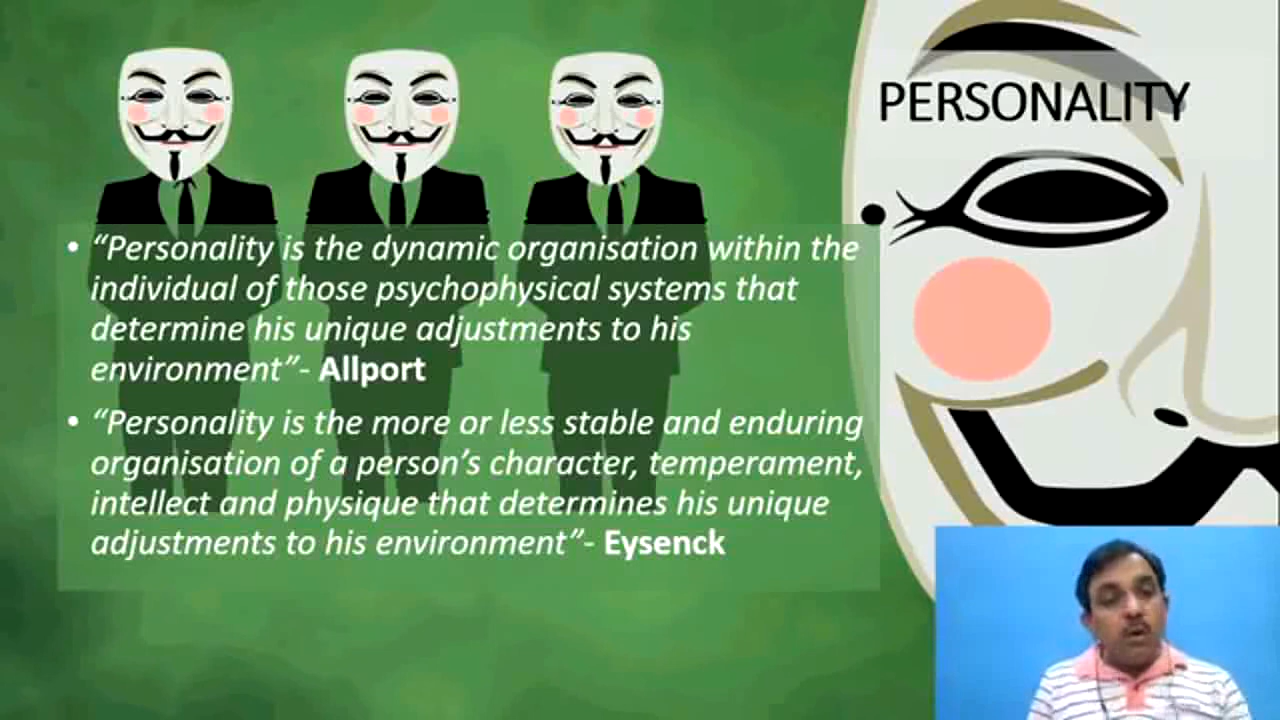 PERSONALITY
• “Personality is the dynamic organisation within the
individual of those psychophysical systems that
determine his unique adjustments to his
environment”- Allport
• “Personality is the more or less stable and enduring
organisation of a person’s character, temperament,
intellect and physique that determines his unique
adjustments to his environment”- Eysenck